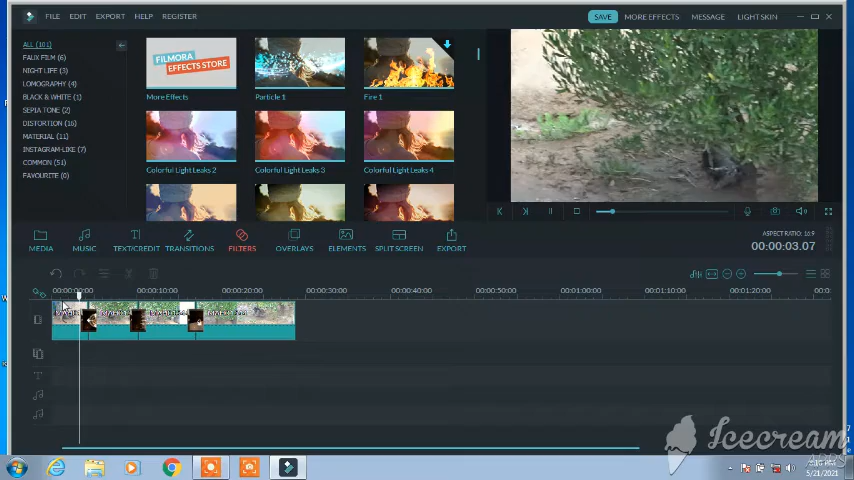 FILE EDIT EXPORT HELP REGISTER SAVE MORE EFFECTS MESSAGE LIGHT SKIN
ALL (101)
FAUX FILM (6)
NIGHT LIFE (3)
LOMOGRAPHY (4)
BLACK & WHITE (1)
SEPIA TONE (2)
DISTORTION (16)
MATERIAL (11)
INSTAGRAM-LIKE (7)
COMMON (51)
FAVOURITE (0)
FILMORA
EFFECTS STORE
More Effects Particle 1 Fire 1
Colorful Light Leaks 2 Colorful Light Leaks 3 Colorful Light Leaks 4
MEDIA MUSIC TEXT/CREDIT TRANSITIONS FILTERS OVERLAYS ELEMENTS SPLIT SCREEN EXPORT
ASPECT RATIO: 16:9
00:00:03.07
00:00:00:00 00:00:10:00 00:00:20:00 00:00:30:00 00:00:40:00 00:00:50:00 00:01:00:00 00:01:10:00 00:01:20:00
Icecream
APPS
5/21/2021